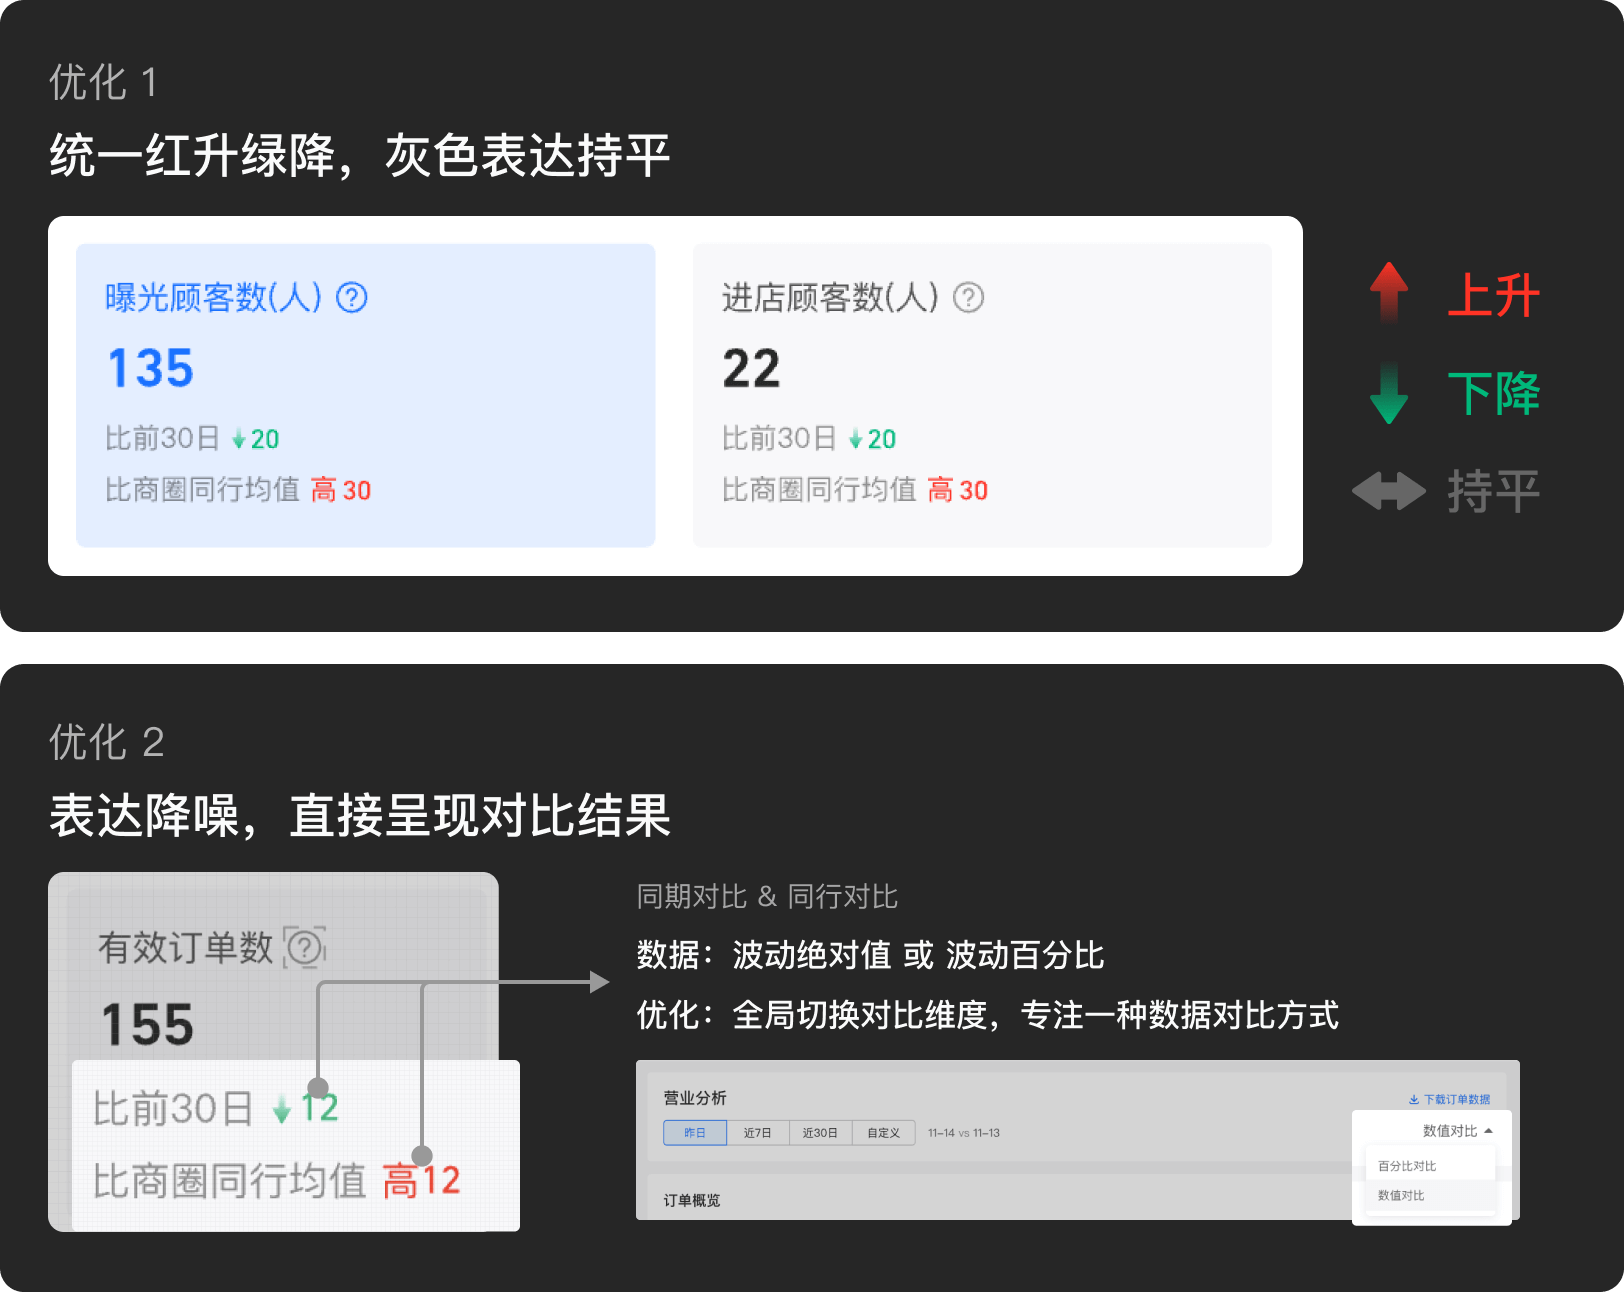 优化 1
统一红升绿降，灰色表达持平
曝光顾客数(人)
135
比前30日 20
比商圈同行均值 高 30
进店顾客数(人)
22
比前30日 20
比商圈同行均值 高 30
上升
下降
持平
优化 2
表达降噪，直接呈现对比结果
有效订单数
155
比前30日 12
比商圈同行均值 高12
同期对比 & 同行对比
数据：波动绝对值 或 波动百分比
优化：全局切换对比维度，专注一种数据对比方式
营业分析
下载订单数据
昨日 近7日 近30日 自定义 11-14 vs 11-13
数值对比
百分比对比
数值对比
订单概览